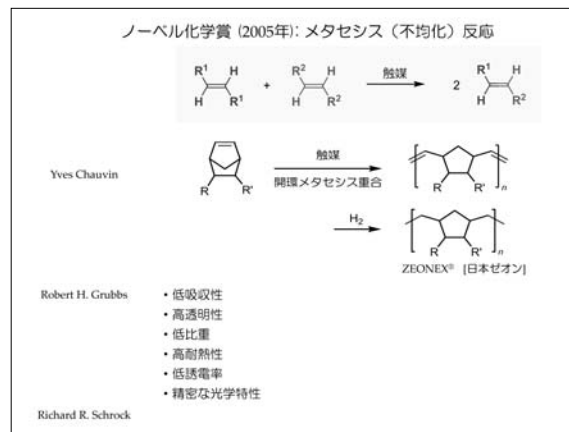 ノーベル化学賞 (2005年): メタセシス（不均化）反応
R¹ H
H R¹
+
R² H
H R²
触媒
2
R¹ H
H R²
Yves Chauvin
R R'
触媒
開環メタセシス重合
R R' n
H₂
R R' n
ZEONEX® [日本ゼオン]
Robert H. Grubbs
・低吸収性
・高透明性
・低比重
・高耐熱性
・低誘電率
・精密な光学特性
Richard R. Schrock